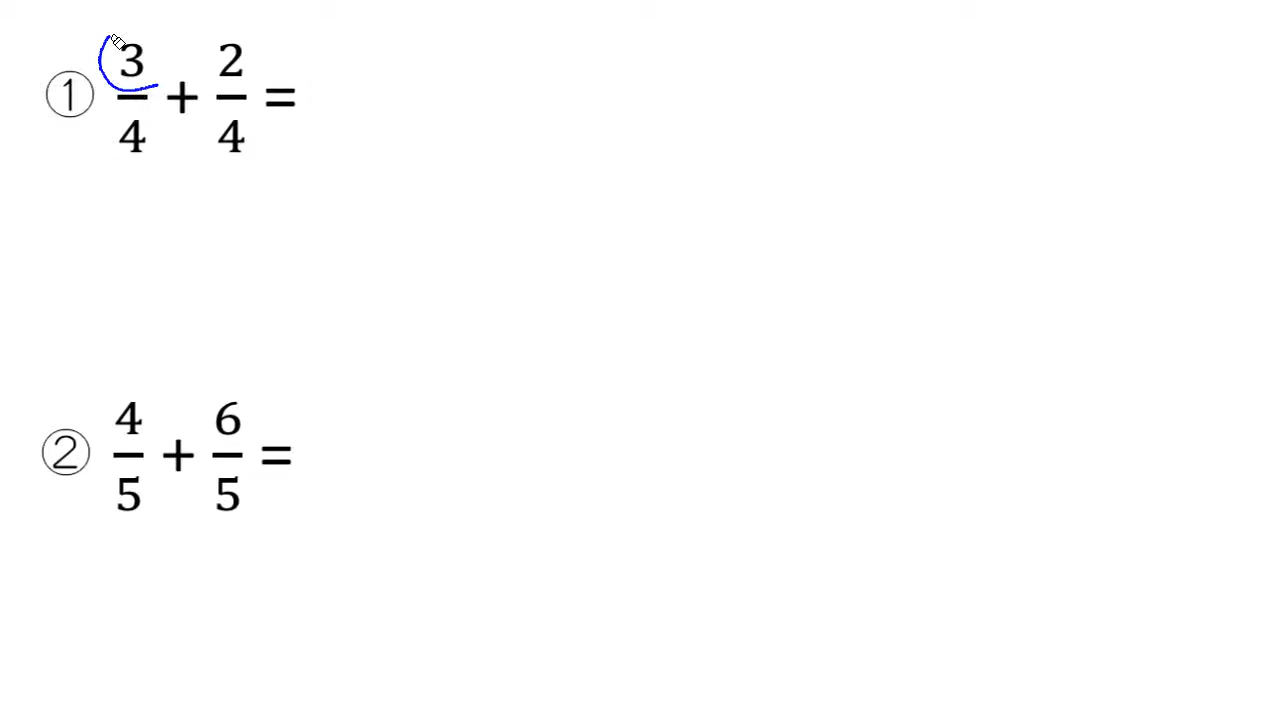 ① 3/4 + 2/4 =
② 4/5 + 6/5 =